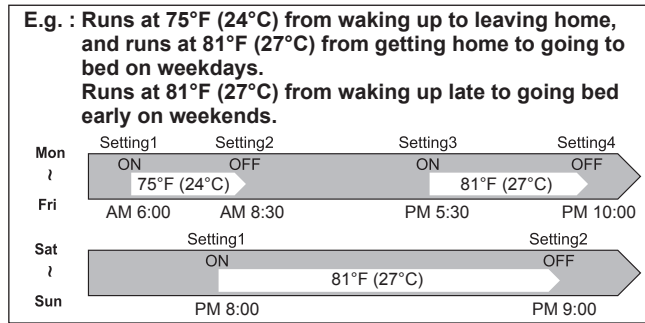 E.g. : Runs at 75°F (24°C) from waking up to leaving home,
and runs at 81°F (27°C) from getting home to going to
bed on weekdays.
Runs at 81°F (27°C) from waking up late to going bed
early on weekends.
Mon
~
Fri
Setting1 Setting2 Setting3 Setting4
ON OFF ON OFF
75°F (24°C) 81°F (27°C)
AM 6:00 AM 8:30 PM 5:30 PM 10:00
Sat
~
Sun
Setting1 Setting2
ON OFF
81°F (27°C)
PM 8:00 PM 9:00